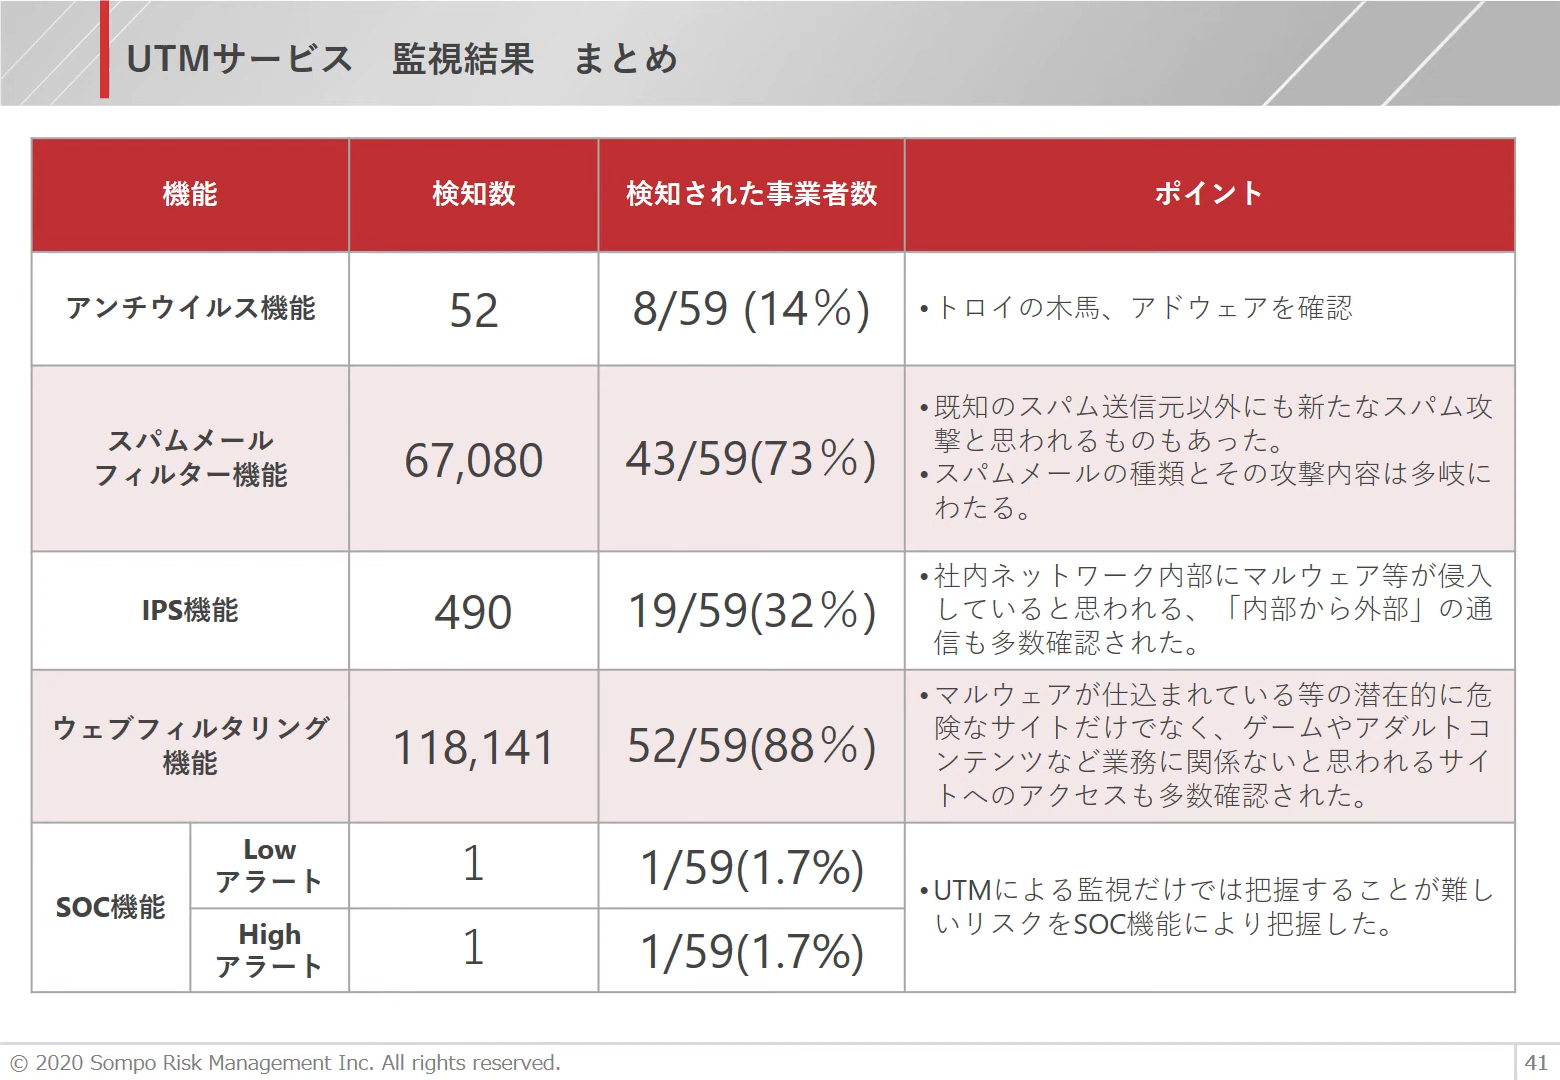 UTMサービス　監視結果　まとめ
機能
検知数
検知された事業者数
ポイント
アンチウイルス機能
52
8/59 (14％)
•トロイの木馬、アドウェアを確認
スパムメール
フィルター機能
67,080
43/59(73％)
•既知のスパム送信元以外にも新たなスパム攻
撃と思われるものもあった。
•スパムメールの種類とその攻撃内容は多岐に
わたる。
IPS機能
490
19/59(32％)
•社内ネットワーク内部にマルウェア等が侵入
していると思われる、「内部から外部」の通
信も多数確認された。
ウェブフィルタリング
機能
118,141
52/59(88％)
•マルウェアが仕込まれている等の潜在的に危
険なサイトだけでなく、ゲームやアダルトコ
ンテンツなど業務に関係ないと思われるサイ
トへのアクセスも多数確認された。
SOC機能
Low
アラート
1
1/59(1.7%)
High
アラート
1
1/59(1.7%)
•UTMによる監視だけでは把握することが難し
いリスクをSOC機能により把握した。
© 2020 Sompo Risk Management Inc. All rights reserved.
41